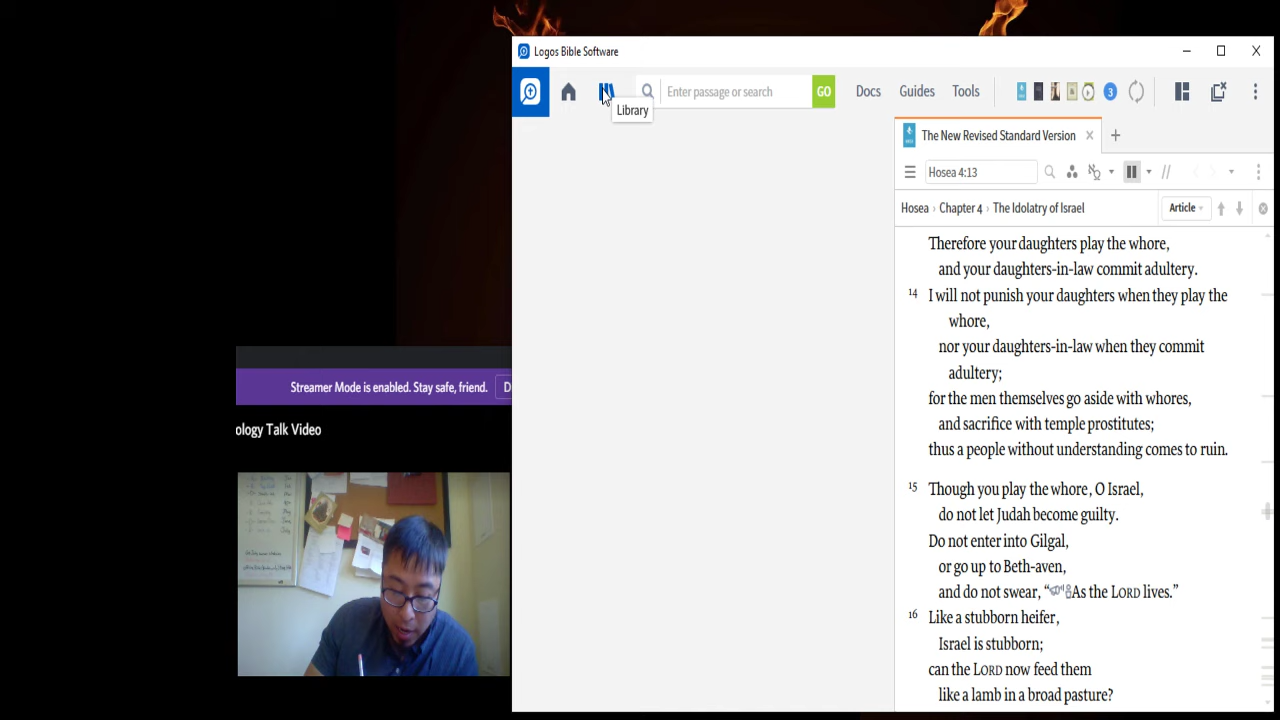 Logos Bible Software
Enter passage or search
GO
Docs
Guides
Tools
3
Library
The New Revised Standard Version
Hosea 4:13
Hosea › Chapter 4 › The Idolatry of Israel
Article
Therefore your daughters play the whore,
and your daughters-in-law commit adultery.
14 I will not punish your daughters when they play the
whore,
nor your daughters-in-law when they commit
adultery;
for the men themselves go aside with whores,
and sacrifice with temple prostitutes;
thus a people without understanding comes to ruin.
15 Though you play the whore, O Israel,
do not let Judah become guilty.
Do not enter into Gilgal,
or go up to Beth-aven,
and do not swear, “As the LORD lives.”
16 Like a stubborn heifer,
Israel is stubborn;
can the LORD now feed them
like a lamb in a broad pasture?
Streamer Mode is enabled. Stay safe, friend.
D
ology Talk Video